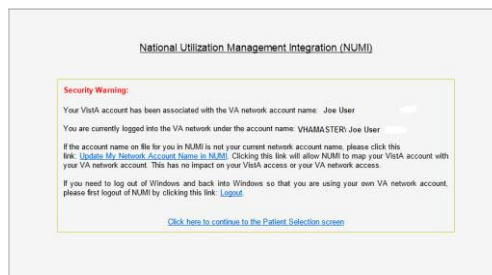 National Utilization Management Integration (NUMI)
Security Warning:
Your VistA account has been associated with the VA network account name: Joe User
You are currently logged into the VA network under the account name: VHAMASTER\ Joe User
If the account name on file for you in NUMI is not your current network account name, please click this
link: Update My Network Account Name in NUMI. Clicking this link will allow NUMI to map your VistA account with
your VA network account. This has no impact on your VistA access or your VA network access.
If you need to log out of Windows and back into Windows so that you are using your own VA network account,
please first logout of NUMI by clicking this link: Logout.
Click here to continue to the Patient Selection screen